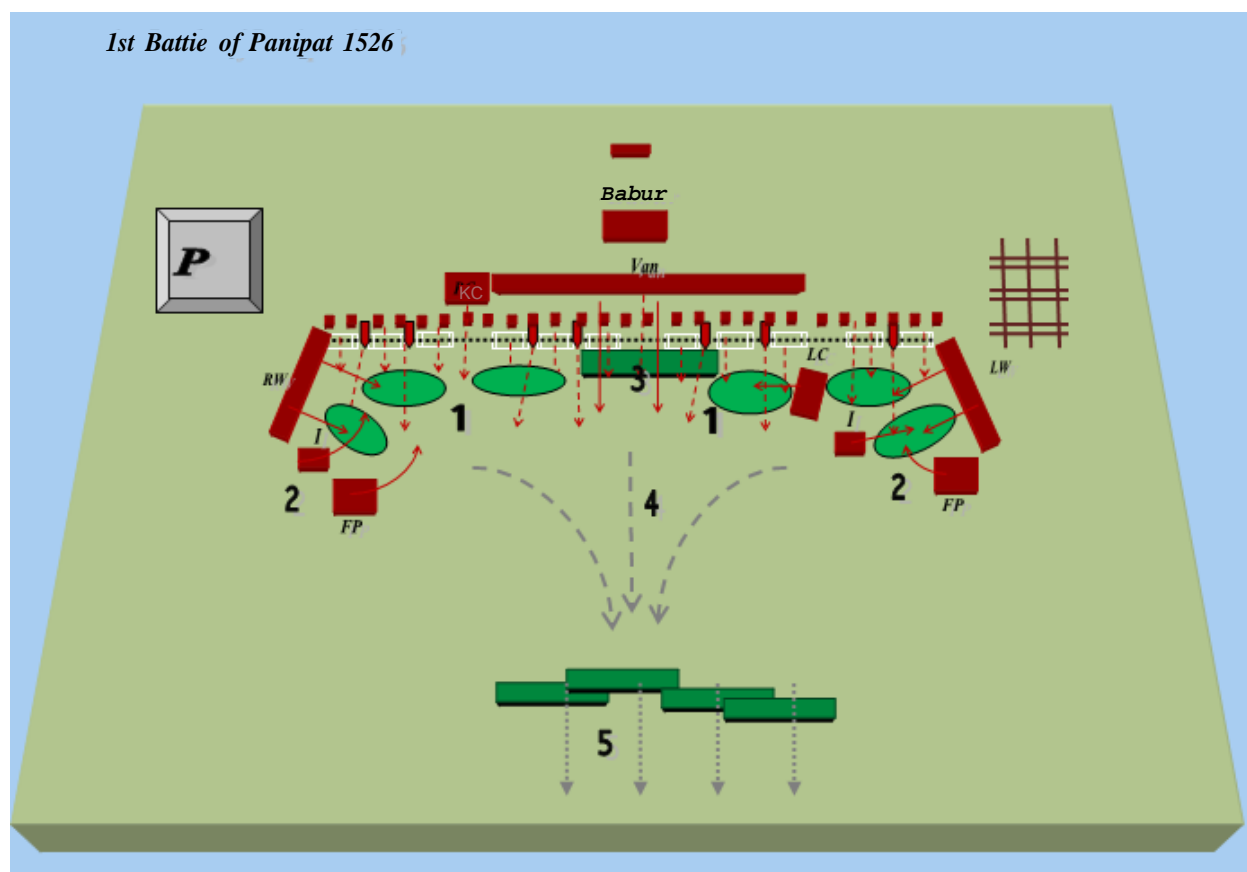 1st Battie of Panipat 1526
Babur
P
Van
KC
LC
RW
LW
3
1
1
I
I
2
2
4
FP
FP
5